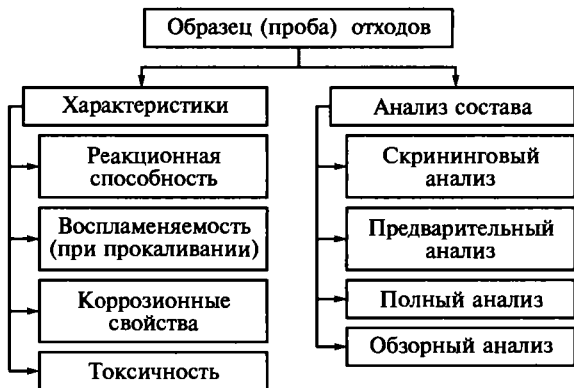 Образец (проба) отходов
Характеристики
Реакционная
способность
Воспламеняемость
(при прокаливании)
Коррозионные
свойства
Токсичность
Анализ состава
Скрининговый
анализ
Предварительный
анализ
Полный анализ
Обзорный анализ